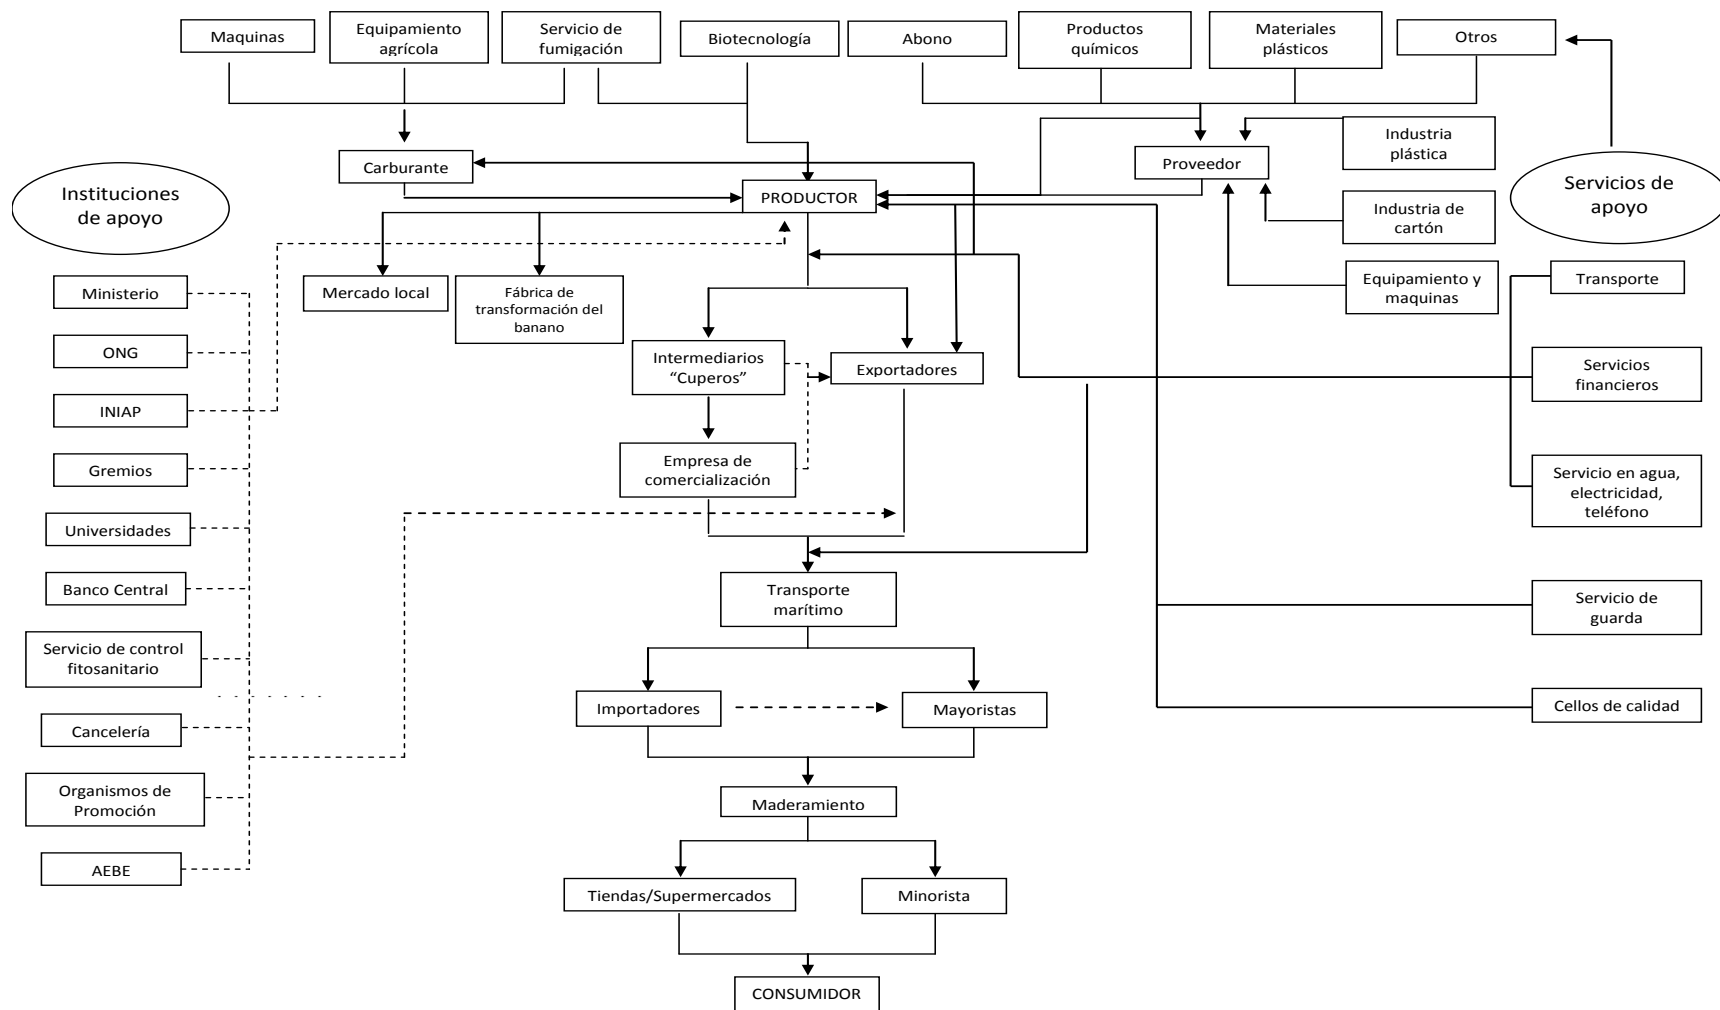 Maquinas
Equipamiento
agrícola
Servicio de
fumigación
Biotecnología
Abono
Productos
químicos
Materiales
plásticos
Otros
Industria
plástica
Carburante
Proveedor
Instituciones
de apoyo
Servicios de
apoyo
PRODUCTOR
Industria de
cartón
Ministerio
Mercado local
Fábrica de
transformación del
banano
Equipamiento y
maquinas
Transporte
ONG
Intermediarios
“Cuperos”
Exportadores
Servicios
financieros
INIAP
Gremios
Empresa de
comercialización
Servicio en agua,
electricidad,
teléfono
Universidades
Banco Central
Transporte
marítimo
Servicio de
guarda
Servicio de control
fitosanitario
Importadores
Mayoristas
Cellos de calidad
Cancelería
Organismos de
Promoción
Maderamiento
AEBE
Tiendas/Supermercados
Minorista
CONSUMIDOR